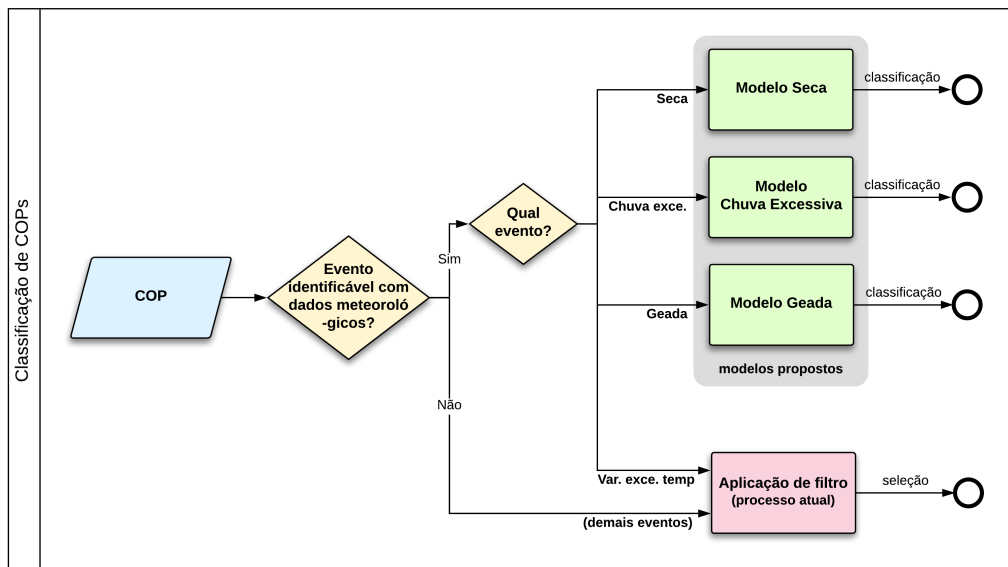 Classificação de COPs
COP
Evento
identificável com
dados meteoroló
-gicos?
Sim
Não
Qual
evento?
Seca
Chuva exce.
Geada
Var. exce. temp
(demais eventos)
Modelo Seca
Modelo
Chuva Excessiva
Modelo Geada
modelos propostos
Aplicação de filtro
(processo atual)
classificação
classificação
classificação
seleção